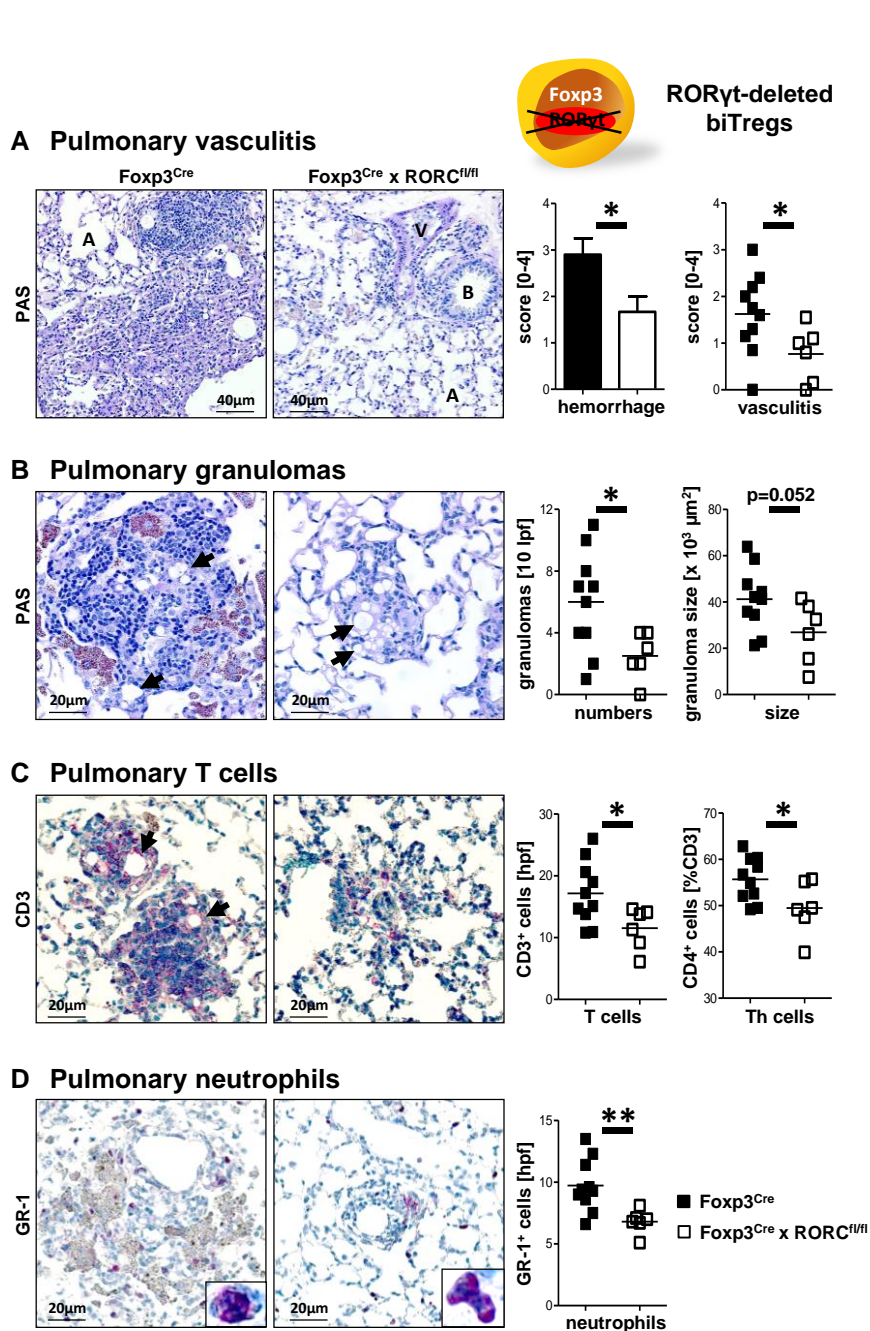 Foxp3
RORγt
RORγt-deleted
biTregs
A Pulmonary vasculitis
Foxp3Cre
Foxp3Cre x RORCfl/fl
PAS
A
40µm
V
B
A
40µm
score [0-4]
4
3
2
1
0
*
hemorrhage
score [0-4]
4
3
2
1
0
*
vasculitis
B Pulmonary granulomas
PAS
20µm
20µm
granulomas [10 lpf]
12
8
4
0
*
numbers
granuloma size [x 10³ µm²]
80
60
40
20
0
p=0.052
size
C Pulmonary T cells
CD3
20µm
20µm
CD3⁺ cells [hpf]
30
20
10
0
*
T cells
CD4⁺ cells [%CD3]
70
60
50
40
30
*
Th cells
D Pulmonary neutrophils
GR-1
20µm
20µm
GR-1⁺ cells [hpf]
15
10
5
0
**
neutrophils
Foxp3Cre
Foxp3Cre x RORCfl/fl